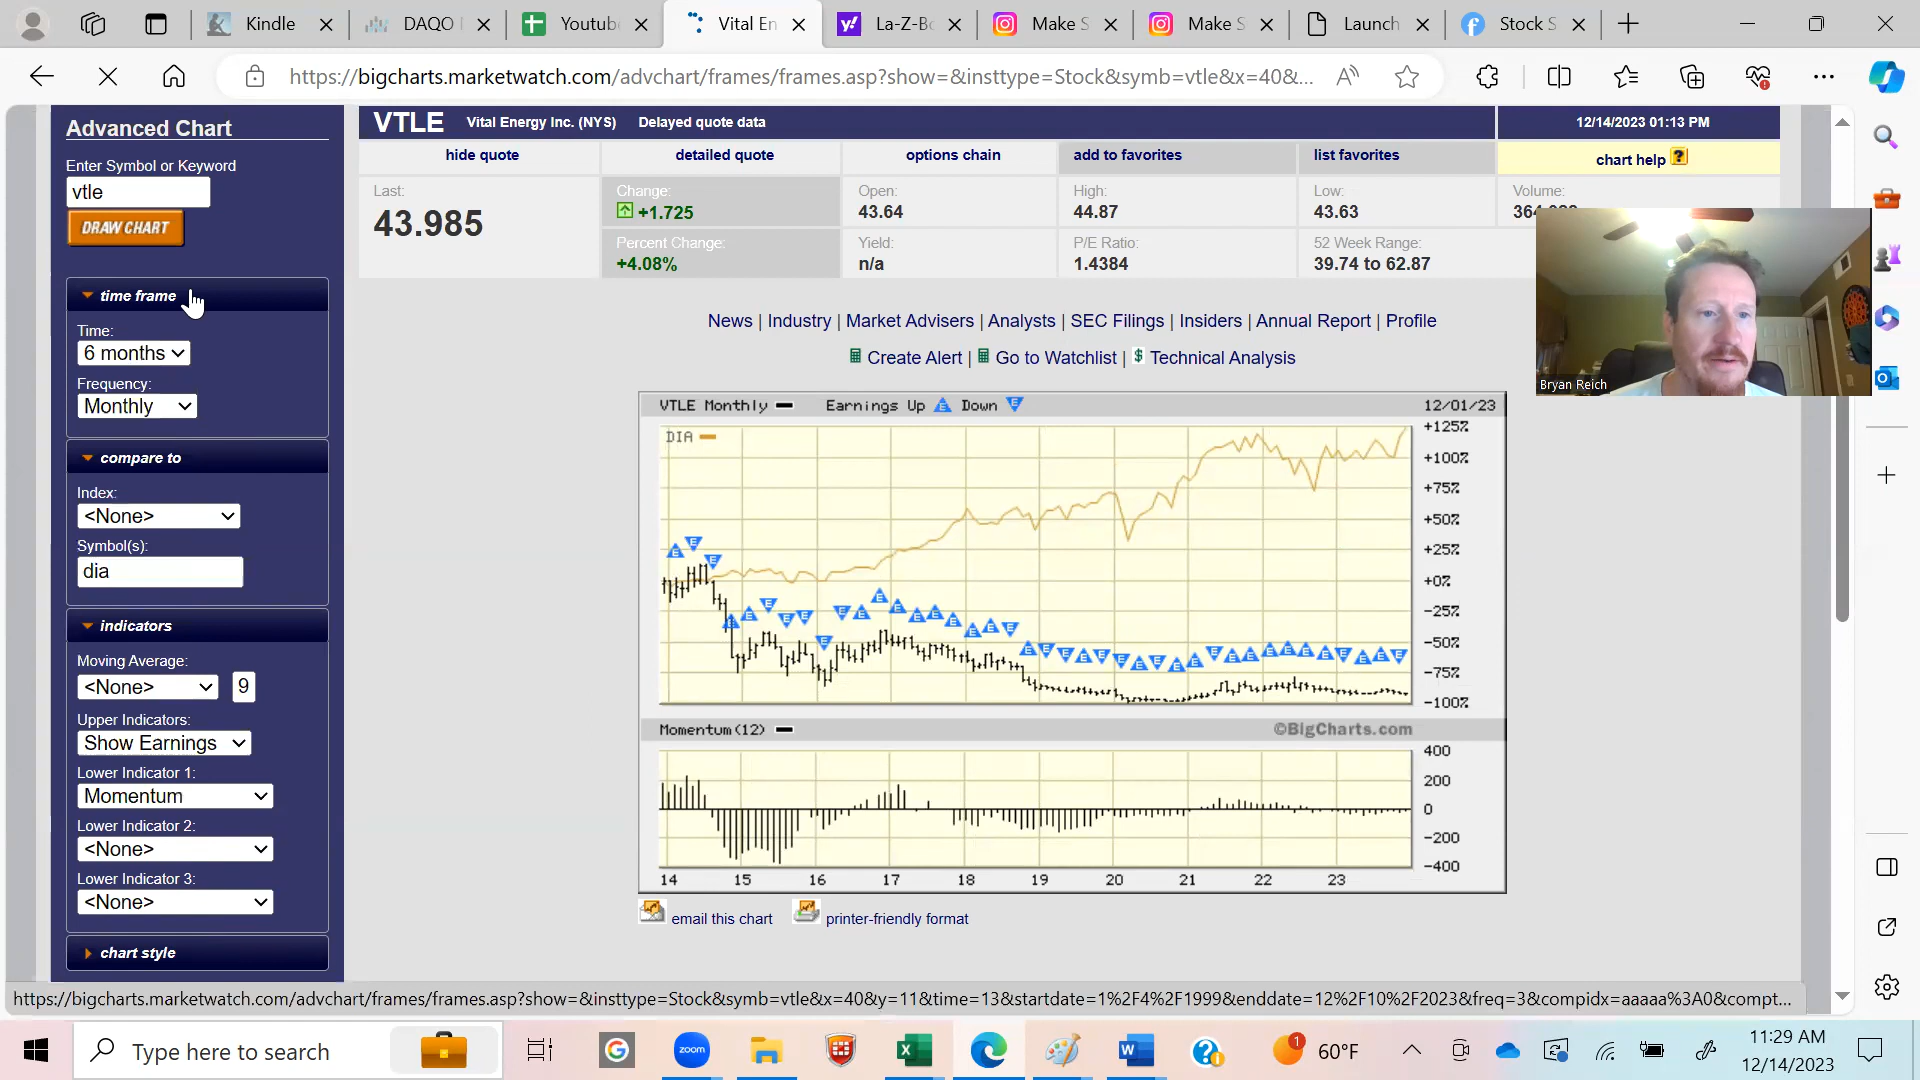 Kindle
DAQO
Youtube
Vital En
La-Z-Bo
Make S
Make S
Launch
Stock S
https://bigcharts.marketwatch.com/advchart/frames/frames.asp?show=&insttype=Stock&symb=vtle&x=40&...
Advanced Chart
Enter Symbol or Keyword
vtle
DRAW CHART
time frame
Time:
6 months
Frequency:
Monthly
compare to
Index:
<None>
Symbol(s):
dia
indicators
Moving Average:
<None> 9
Upper Indicators:
Show Earnings
Lower Indicator 1:
Momentum
Lower Indicator 2:
<None>
Lower Indicator 3:
<None>
chart style
VTLE Vital Energy Inc. (NYS) Delayed quote data 12/14/2023 01:13 PM
hide quote detailed quote options chain add to favorites list favorites chart help ?
Last:
43.985
Change:
+1.725
Percent Change:
+4.08%
Open:
43.64
Yield:
n/a
High:
44.87
P/E Ratio:
1.4384
Low:
43.63
52 Week Range:
39.74 to 62.87
Volume:
Bryan Reich
News | Industry | Market Advisers | Analysts | SEC Filings | Insiders | Annual Report | Profile
Create Alert | Go to Watchlist | $ Technical Analysis
VTLE Monthly Earnings Up E Down E 12/01/23
DIA
+125%
+100%
+75%
+50%
+25%
+0%
-25%
-50%
-75%
-100%
Momentum(12) ©BigCharts.com
400
200
0
-200
-400
14 15 16 17 18 19 20 21 22 23
email this chart printer-friendly format
https://bigcharts.marketwatch.com/advchart/frames/frames.asp?show=&insttype=Stock&symb=vtle&x=40&y=11&time=13&startdate=1%2F4%2F1999&enddate=12%2F10%2F2023&freq=3&compidx=aaaaa%3A0&compt...
Type here to search
zoom
1 60°F
11:29 AM
12/14/2023